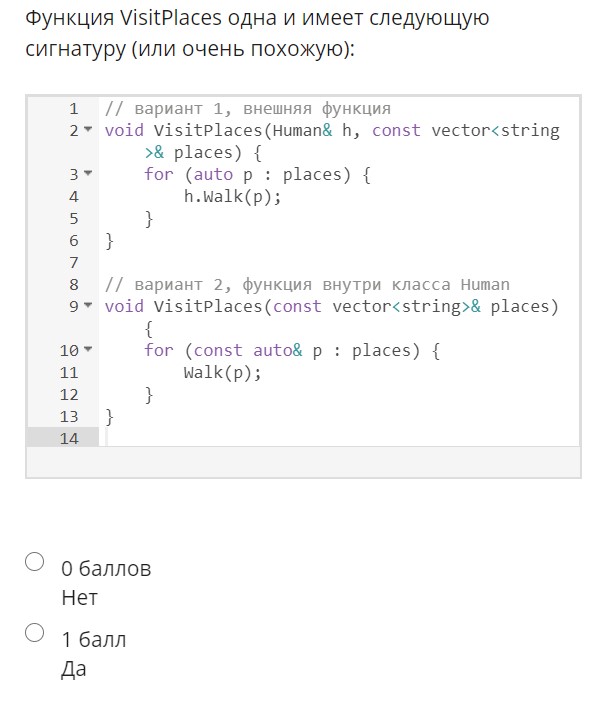 Функция VisitPlaces одна и имеет следующую
сигнатуру (или очень похожую):
1 // вариант 1, внешняя функция
2 void VisitPlaces(Human& h, const vector<string
>& places) {
3 for (auto p : places) {
4 h.Walk(p);
5 }
6 }
7
8 // вариант 2, функция внутри класса Human
9 void VisitPlaces(const vector<string>& places)
{
10 for (const auto& p : places) {
11 Walk(p);
12 }
13 }
14
0 баллов
Нет
1 балл
Да